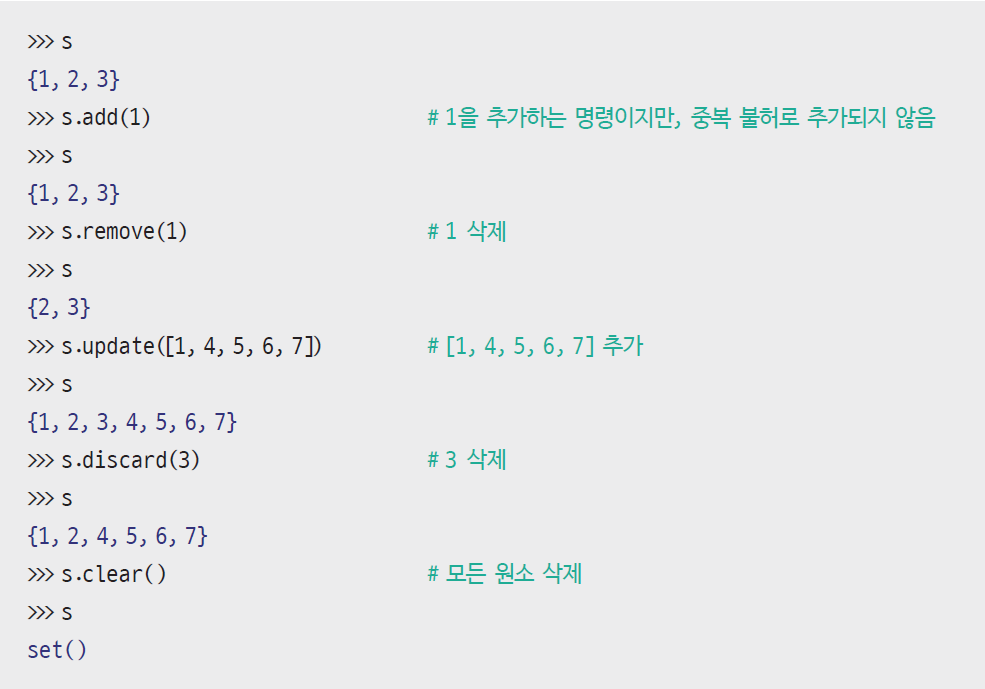 >>> s
{1, 2, 3}
>>> s.add(1) # 1을 추가하는 명령이지만, 중복 불허로 추가되지 않음
>>> s
{1, 2, 3}
>>> s.remove(1) # 1 삭제
>>> s
{2, 3}
>>> s.update([1, 4, 5, 6, 7]) # [1, 4, 5, 6, 7] 추가
>>> s
{1, 2, 3, 4, 5, 6, 7}
>>> s.discard(3) # 3 삭제
>>> s
{1, 2, 4, 5, 6, 7}
>>> s.clear() # 모든 원소 삭제
>>> s
set()